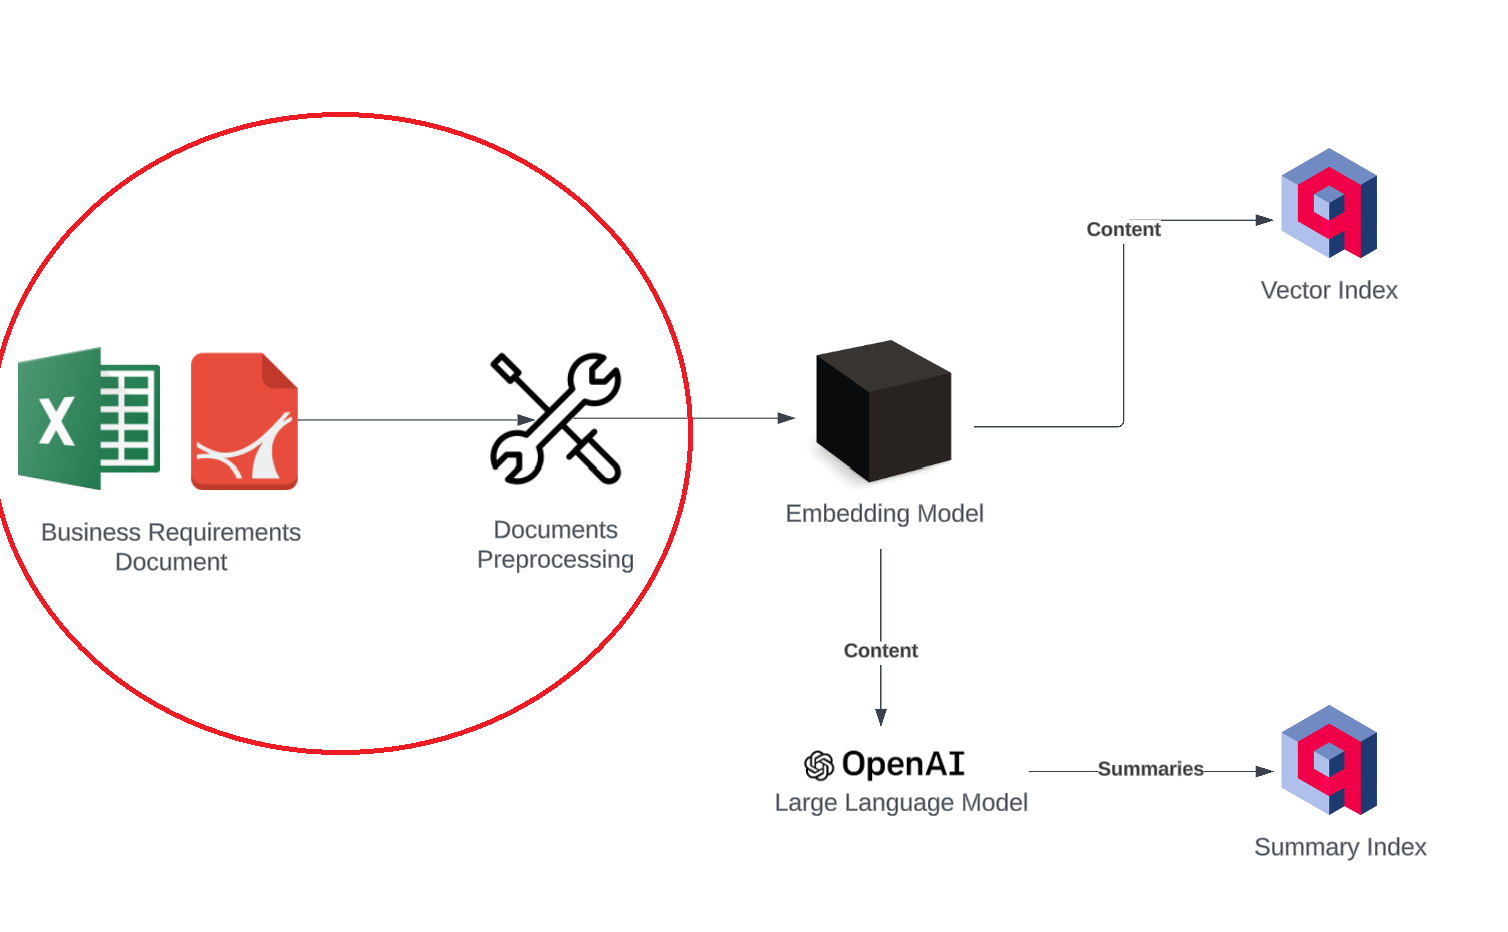 Content
Vector Index
X
Business Requirements
Document
Documents
Preprocessing
Embedding Model
Content
OpenAI
Large Language Model
Summaries
Summary Index